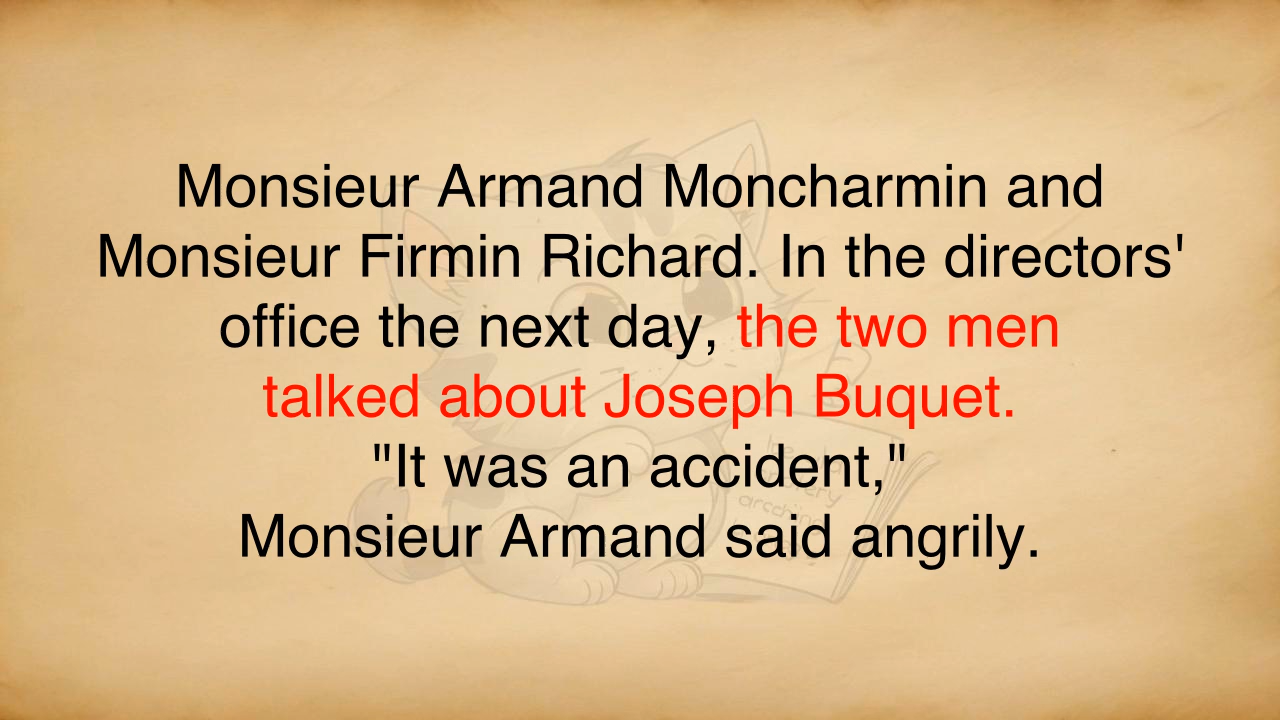 Monsieur Armand Moncharmin and
Monsieur Firmin Richard. In the directors'
office the next day, the two men
talked about Joseph Buquet.
"It was an accident,"
Monsieur Armand said angrily.